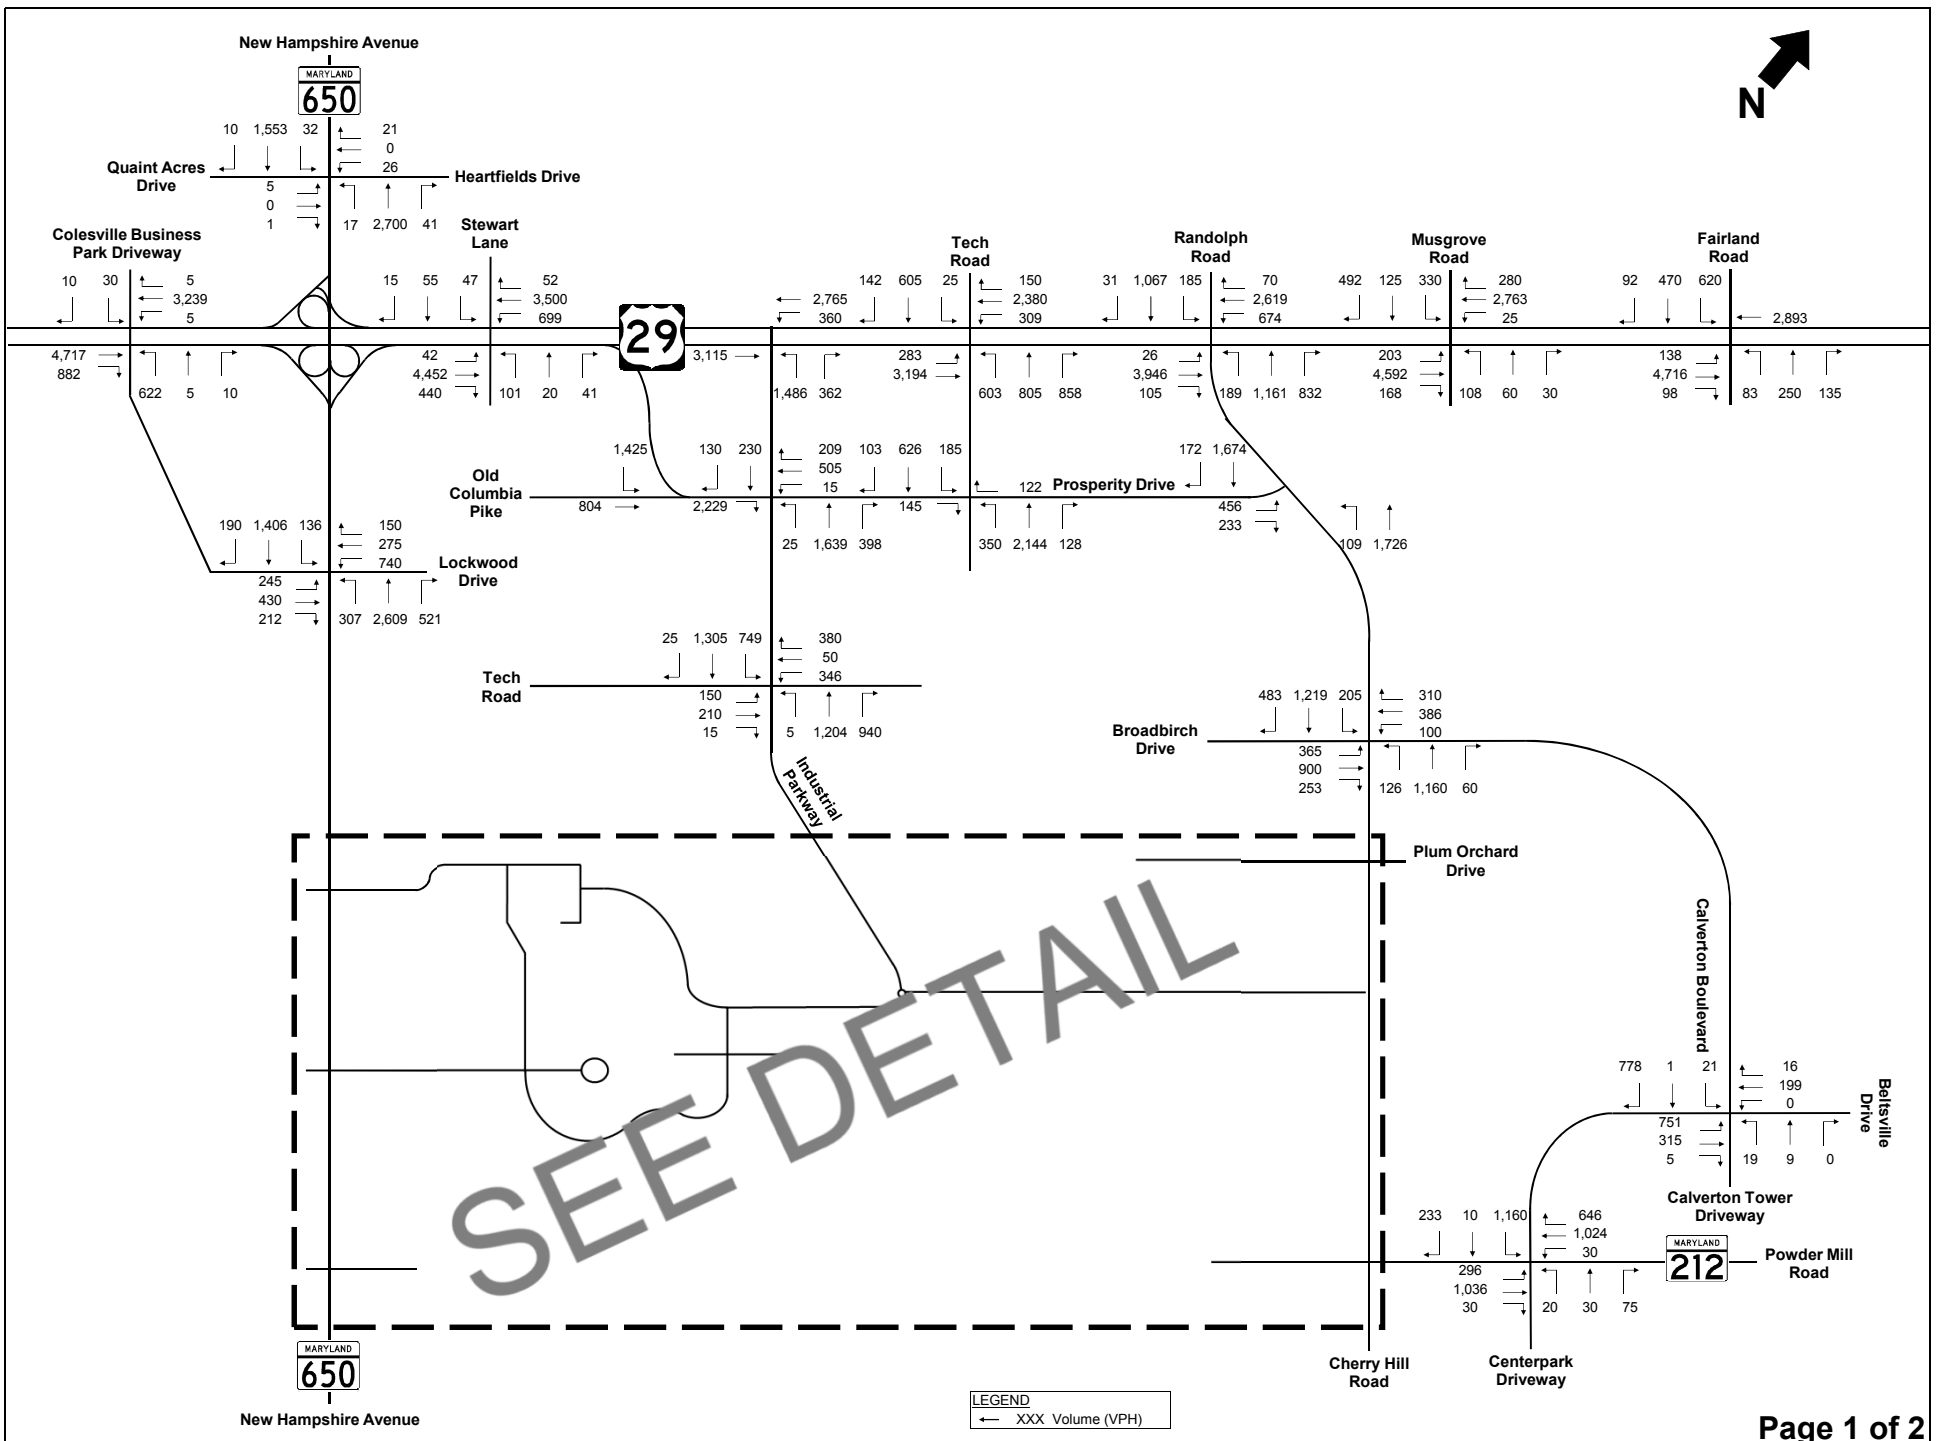 New Hampshire Avenue
MARYLAND
650
N
10 1,553 32 21
0
26
Quaint Acres
Drive
Heartfields Drive
5
0
1
17 2,700 41
Colesville Business
Park Driveway
10 30 5
3,239
5
4,717
882
622 5 10
Stewart
Lane
15 55 47 52
3,500
699
42
4,452
440
101 20 41
29
2,765
360
3,115
1,486 362
Tech
Road
142 605 25 150
2,380
309
283
3,194
603 805 858
Randolph
Road
31 1,067 185 70
2,619
674
26
3,946
105
189 1,161 832
Musgrove
Road
492 125 330 280
2,763
25
203
4,592
168
108 60 30
Fairland
Road
92 470 620
2,893
138
4,716
98
83 250 135
Old
Columbia
Pike
1,425
804
130 230 209
505
15
2,229
25 1,639 398
103 626 185
122
145
350 2,144 128
Prosperity Drive
172 1,674
456
233
109 1,726
190 1,406 136 150
275
740
Lockwood
Drive
245
430
212
307 2,609 521
Tech
Road
25 1,305 749 380
50
346
150
210
15
5 1,204 940
Industrial
Parkway
Broadbirch
Drive
483 1,219 205 310
386
100
365
900
253
126 1,160 60
Plum Orchard
Drive
SEE DETAIL
Calverton Boulevard
778 1 21 16
199
0
Beltsville
Drive
751
315
5
19 9 0
Calverton Tower
Driveway
233 10 1,160 646
1,024
30
MARYLAND
212
Powder Mill
Road
296
1,036
30
20 30 75
MARYLAND
650
New Hampshire Avenue
Cherry Hill
Road
Centerpark
Driveway
LEGEND
XXX Volume (VPH)
Page 1 of 2